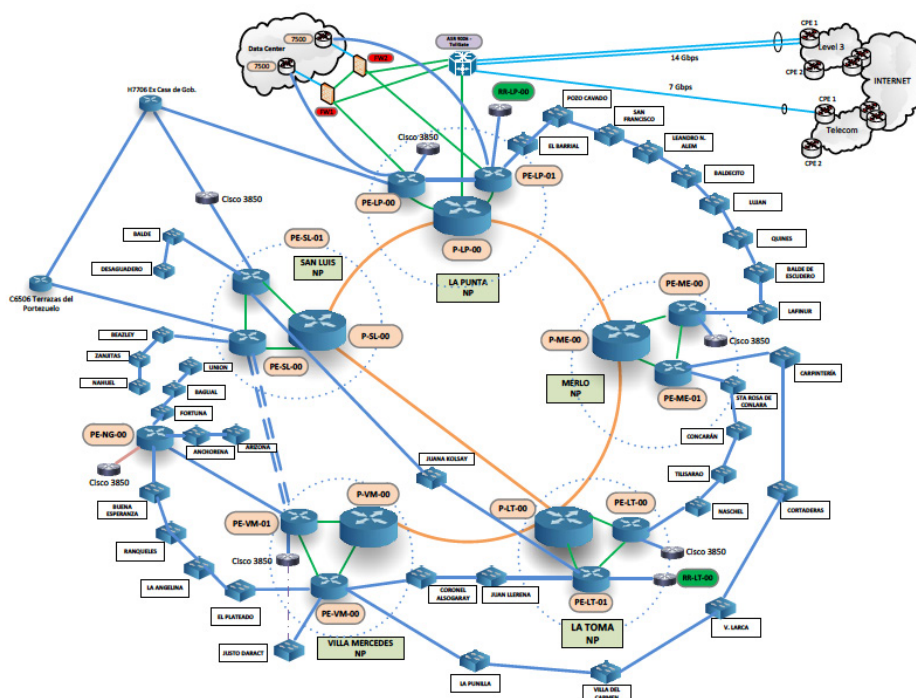 Data Center
7500
7500
FW2
FW1
ASR 9006 -
TollGate
14 Gbps
7 Gbps
CPE 1
Level 3
CPE 2
INTERNET
CPE 1
Telecom
CPE 2
H7706 Ex Casa de Gob.
RR-LP-00
Cisco 3850
POZO CAVADO
SAN
FRANCISCO
EL BARRIAL
LEANDRO N.
ALEM
BALDECITO
LUJAN
QUINES
BALDE DE
ESCUDERO
LAFINUR
PE-LP-00
PE-LP-01
P-LP-00
LA PUNTA
NP
Cisco 3850
BALDE
DESAGUADERO
PE-SL-01
SAN LUIS
NP
P-SL-00
PE-SL-00
C6506 Terrazas del
Portezuelo
BEAZLEY
ZANJITAS
NAHUEL
UNION
BAGUAL
FORTUNA
PE-NG-00
ANCHORENA
ARIZONA
Cisco 3850
BUENA
ESPERANZA
RANQUELES
LA ANGELINA
EL PLATEADO
JUSTO DARACT
PE-ME-00
P-ME-00
Cisco 3850
MERLO
NP
PE-ME-01
CARPINTERÍA
STA ROSA DE
CONLARA
CONCARÁN
TILISARAO
NASCHEL
CORTADERAS
V. LARCA
VILLA DEL
CARMEN
LA PUNILLA
JUANA KOLSAY
P-VM-00
PE-VM-01
Cisco 3850
PE-VM-00
VILLA MERCEDES
NP
CORONEL
ALSOGARAY
JUAN LLERENA
P-LT-00
PE-LT-00
Cisco 3850
RR-LT-00
PE-LT-01
LA TOMA
NP